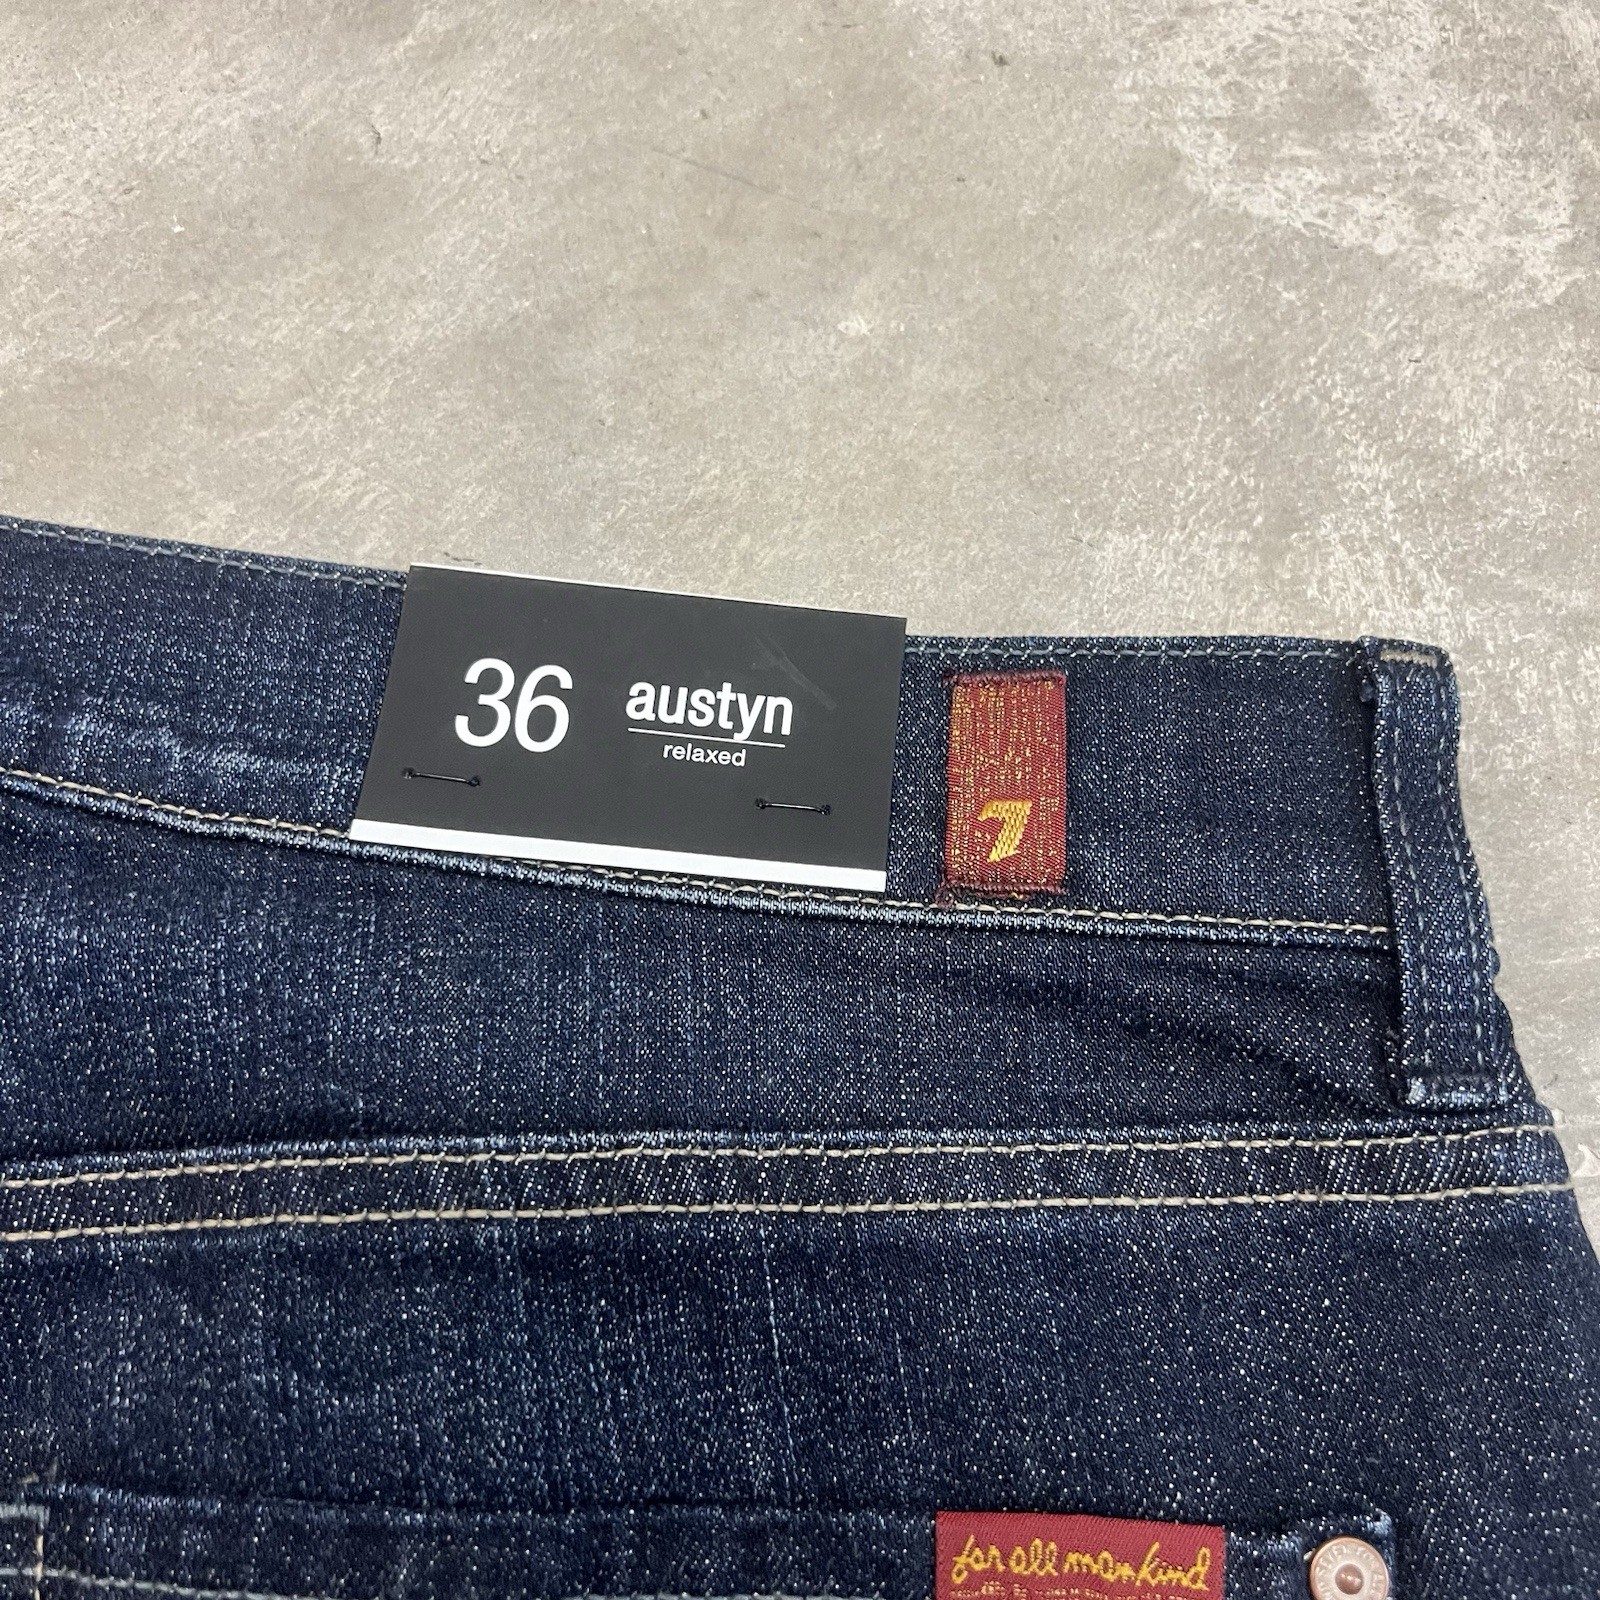 36
austyn
relaxed
7
for all mankind